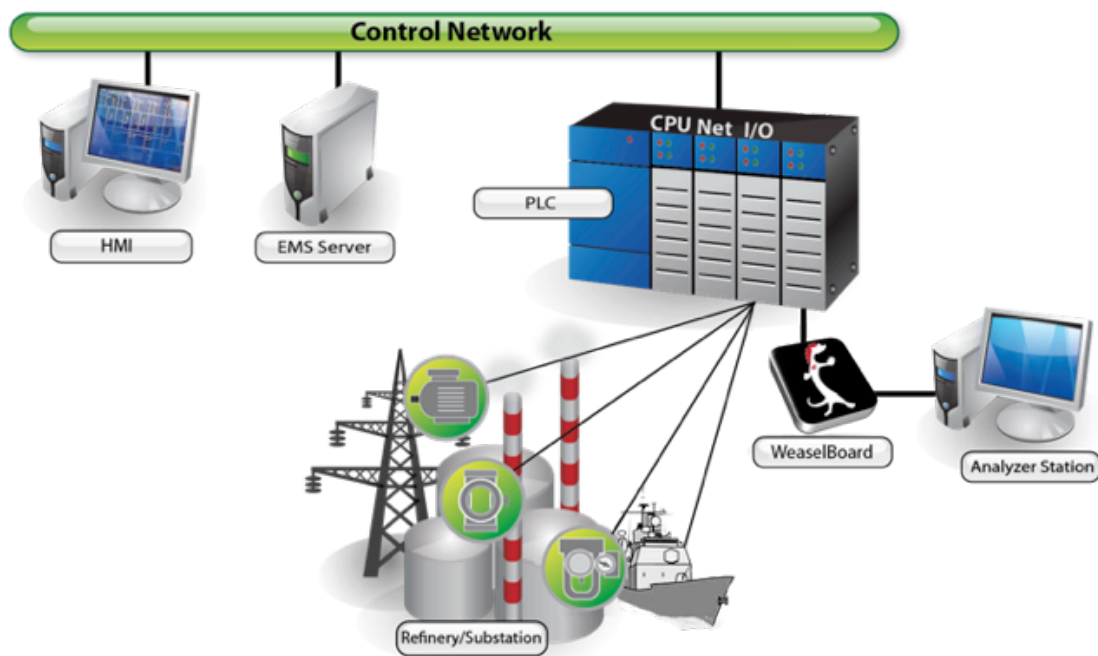 Control Network
CPU Net I/O
PLC
HMI
EMS Server
WeaselBoard
Analyzer Station
Refinery/Substation